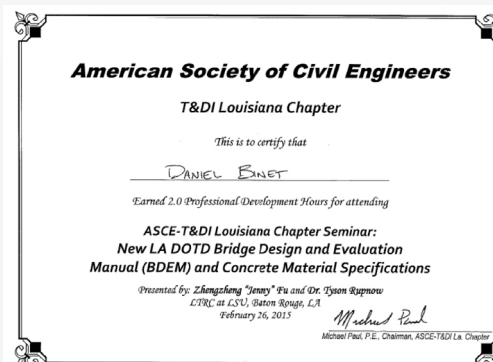 American Society of Civil Engineers
T&DI Louisiana Chapter
This is to certify that
DANIEL BINET
Earned 2.0 Professional Development Hours for attending
ASCE-T&DI Louisiana Chapter Seminar:
New LA DOTD Bridge Design and Evaluation
Manual (BDEM) and Concrete Material Specifications
Presented by: Zhengzheng "Jenny" Fu and Dr. Tyson Rupnow
LTRC at LSU, Baton Rouge, LA
February 26, 2015
Michael Paul
Michael Paul, P.E., Chairman, ASCE-T&DI La. Chapter